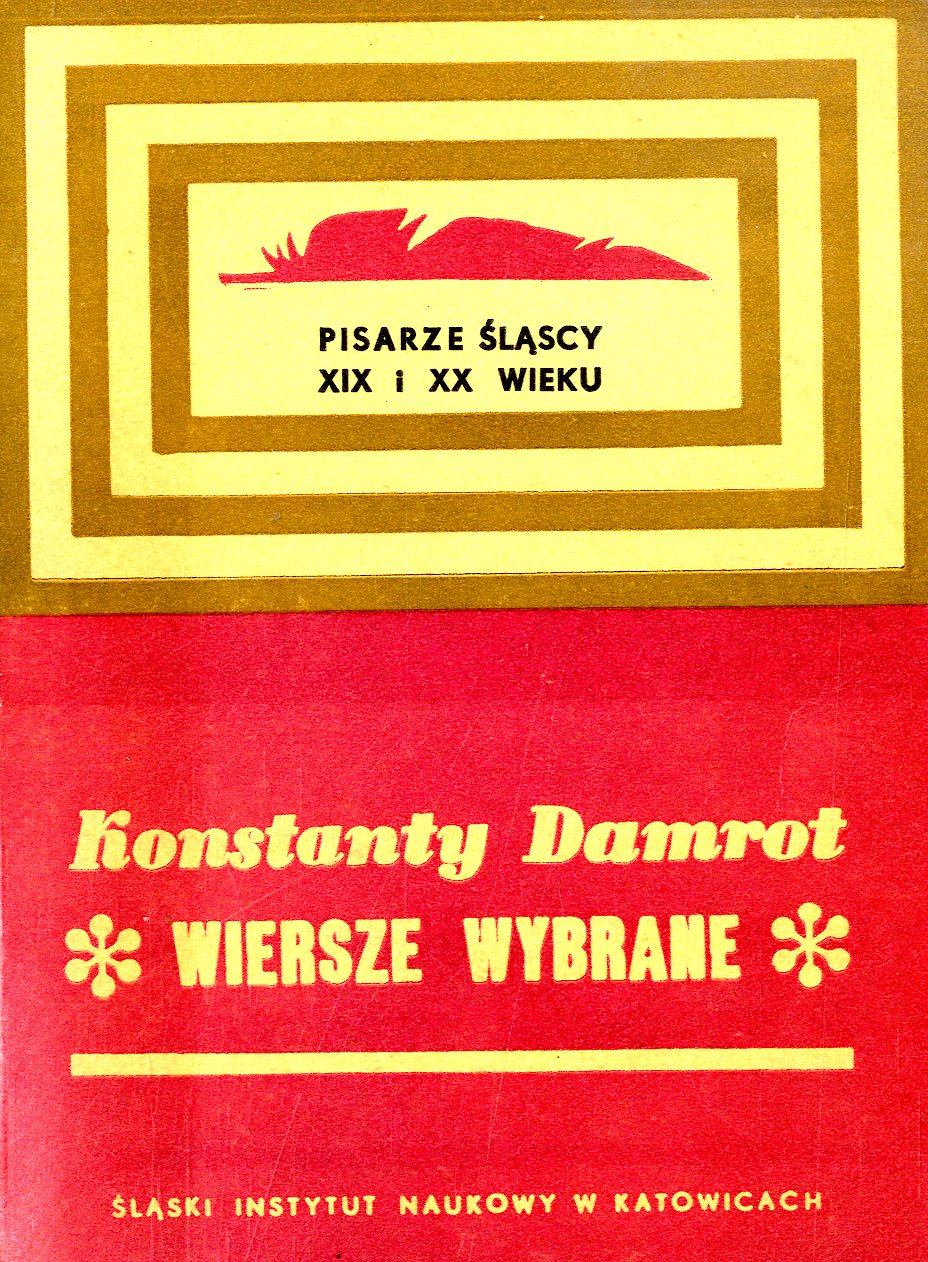 PISARZE ŚLĄSCY
XIX i XX WIEKU
Konstanty Damrot
WIERSZE WYBRANE
ŚLĄSKI INSTYTUT NAUKOWY W KATOWICACH